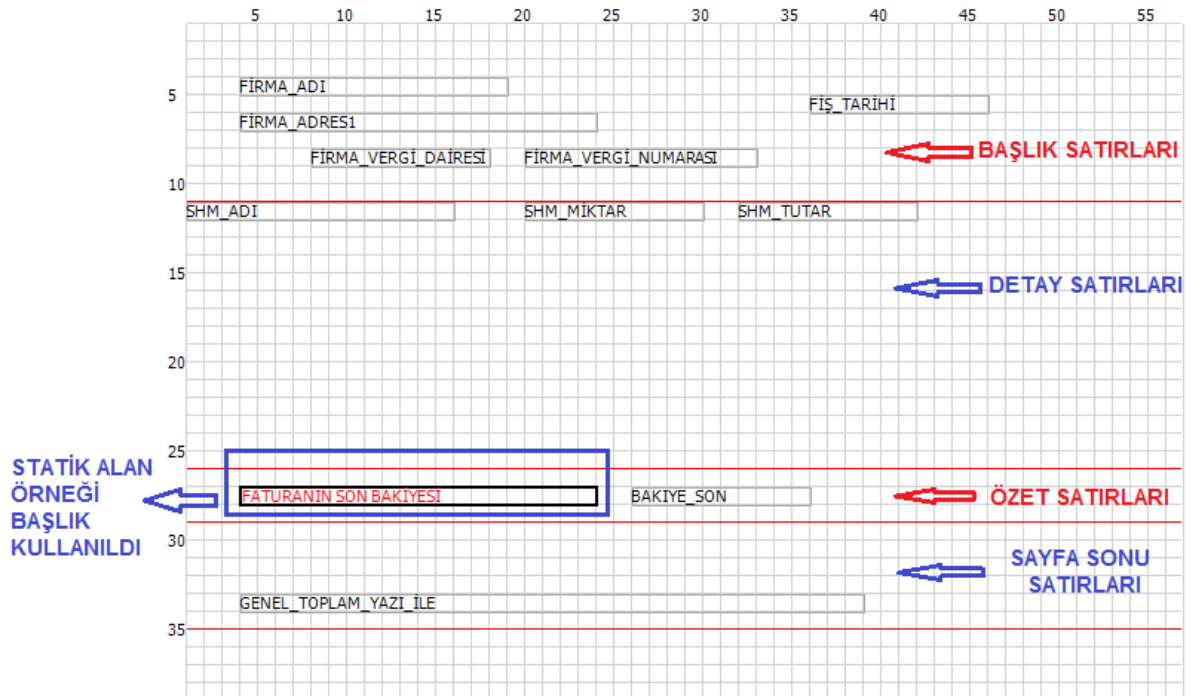 5 10 15 20 25 30 35 40 45 50 55
FİRMA_ADI
5
FİŞ_TARİHİ
FİRMA_ADRES1
FİRMA_VERGİ_DAİRESİ FİRMA_VERGİ_NUMARASI
BAŞLIK SATIRLARI
10
SHM_ADI SHM_MİKTAR SHM_TUTAR
15
DETAY SATIRLARI
20
25
STATİK ALAN
ÖRNEĞİ
BAŞLIK
KULLANILDI
FATURANIN SON BAKİYESİ BAKIYE_SON
ÖZET SATIRLARI
30
SAYFA SONU
SATIRLARI
GENEL_TOPLAM_YAZI_İLE
35